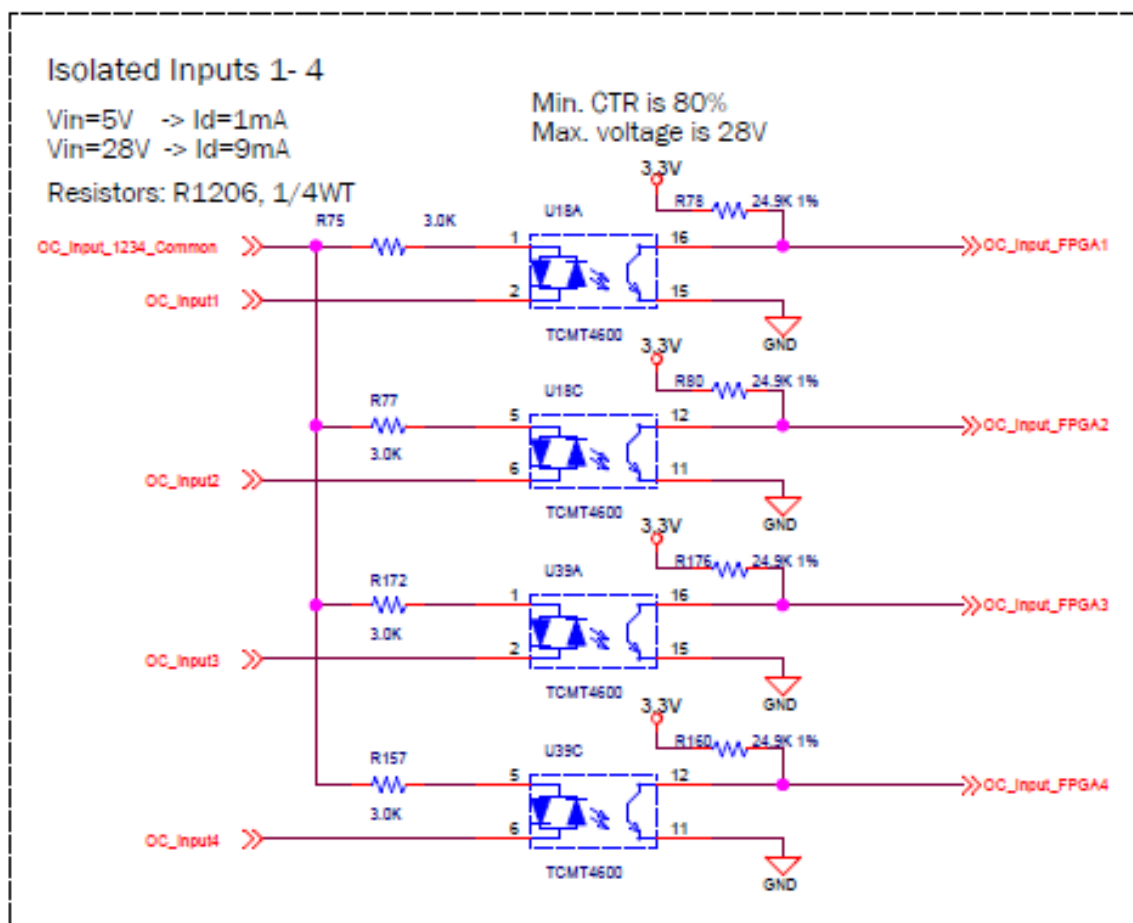 Isolated Inputs 1- 4
Vin=5V -> Id=1mA
Vin=28V -> Id=9mA
Resistors: R1206, 1/4WT
Min. CTR is 80%
Max. voltage is 28V
3.3V
R78 24.9K 1%
R75 3.0K
U18A
OC_Input_1234_Common
1
16
OC_Input_FPGA1
OC_Input1
2
15
TCMT4600
GND
3.3V
R80 24.9K 1%
U18C
R77
5
12
OC_Input_FPGA2
3.0K
OC_Input2
6
11
TCMT4600
GND
3.3V
R176 24.9K 1%
U39A
R172
1
16
OC_Input_FPGA3
3.0K
OC_Input3
2
15
TCMT4600
GND
3.3V
R160 24.9K 1%
U39C
R157
5
12
OC_Input_FPGA4
3.0K
OC_Input4
6
11
TCMT4600
GND